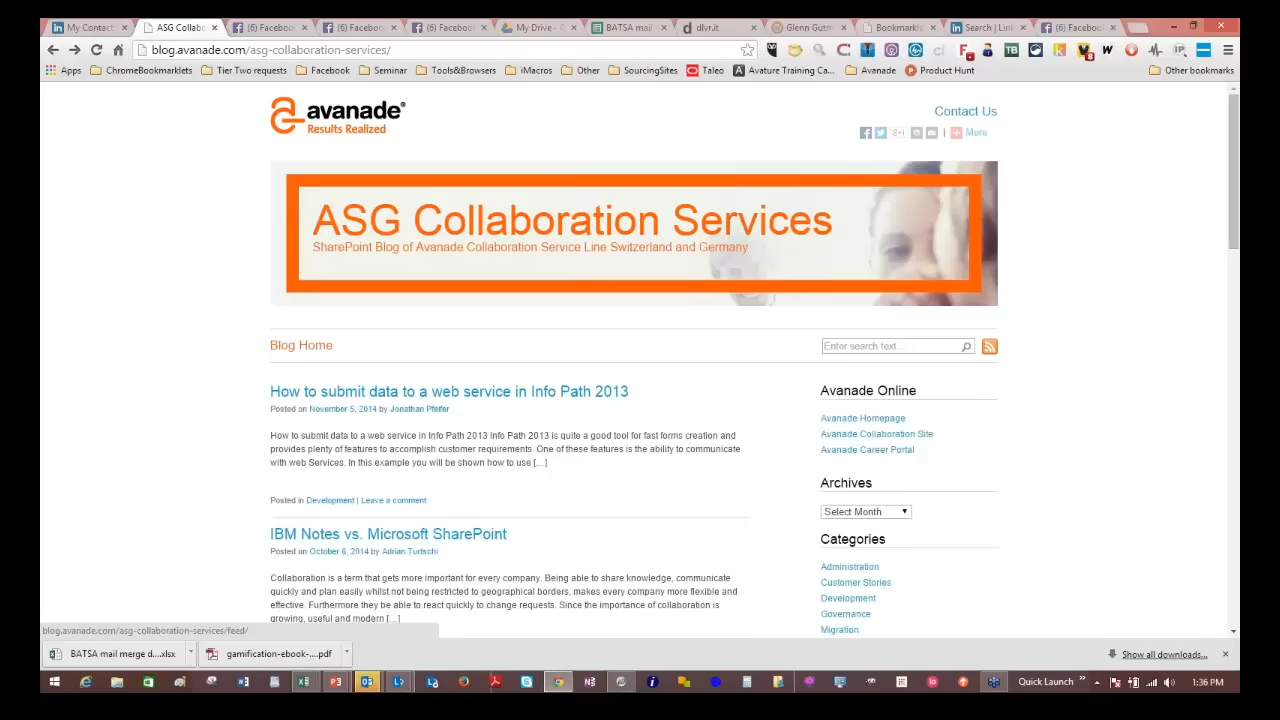 My Contact
ASG Collabo
(6) Facebook
(6) Faceboo
(6) Facebook
My Drive - G
BATSA mail
dlvr.it
Glenn Gutm
Bookmarkle
Search | Link
(6) Faceboo
blog.avanade.com/asg-collaboration-services/
Apps
ChromeBookmarklets
Tier Two requests
Facebook
Seminar
Tools&Browsers
iMacros
Other
SourcingSites
Taleo
Avature Training Ca...
Avanade
Product Hunt
Other bookmarks
avanade®
Results Realized
Contact Us
| More
ASG Collaboration Services
SharePoint Blog of Avanade Collaboration Service Line Switzerland and Germany
Blog Home
Enter search text...
How to submit data to a web service in Info Path 2013
Posted on November 5, 2014 by Jonathan Pfeifer
How to submit data to a web service in Info Path 2013 Info Path 2013 is quite a good tool for fast forms creation and
provides plenty of features to accomplish customer requirements. One of these features is the ability to communicate
with web Services. In this example you will be shown how to use [...]
Posted in Development | Leave a comment
IBM Notes vs. Microsoft SharePoint
Posted on October 6, 2014 by Adrian Turtschi
Collaboration is a term that gets more important for every company. Being able to share knowledge, communicate
quickly and plan easily whilst not being restricted to geographical borders, makes every company more flexible and
effective. Furthermore they be able to react quickly to change requests. Since the importance of collaboration is
growing, useful and modern [...]
Avanade Online
Avanade Homepage
Avanade Collaboration Site
Avanade Career Portal
Archives
Select Month
Categories
Administration
Customer Stories
Development
Governance
Migration
blog.avanade.com/asg-collaboration-services/feed/
BATSA mail merge d....xlsx
gamification-ebook-....pdf
Show all downloads...
Quick Launch
1:36 PM